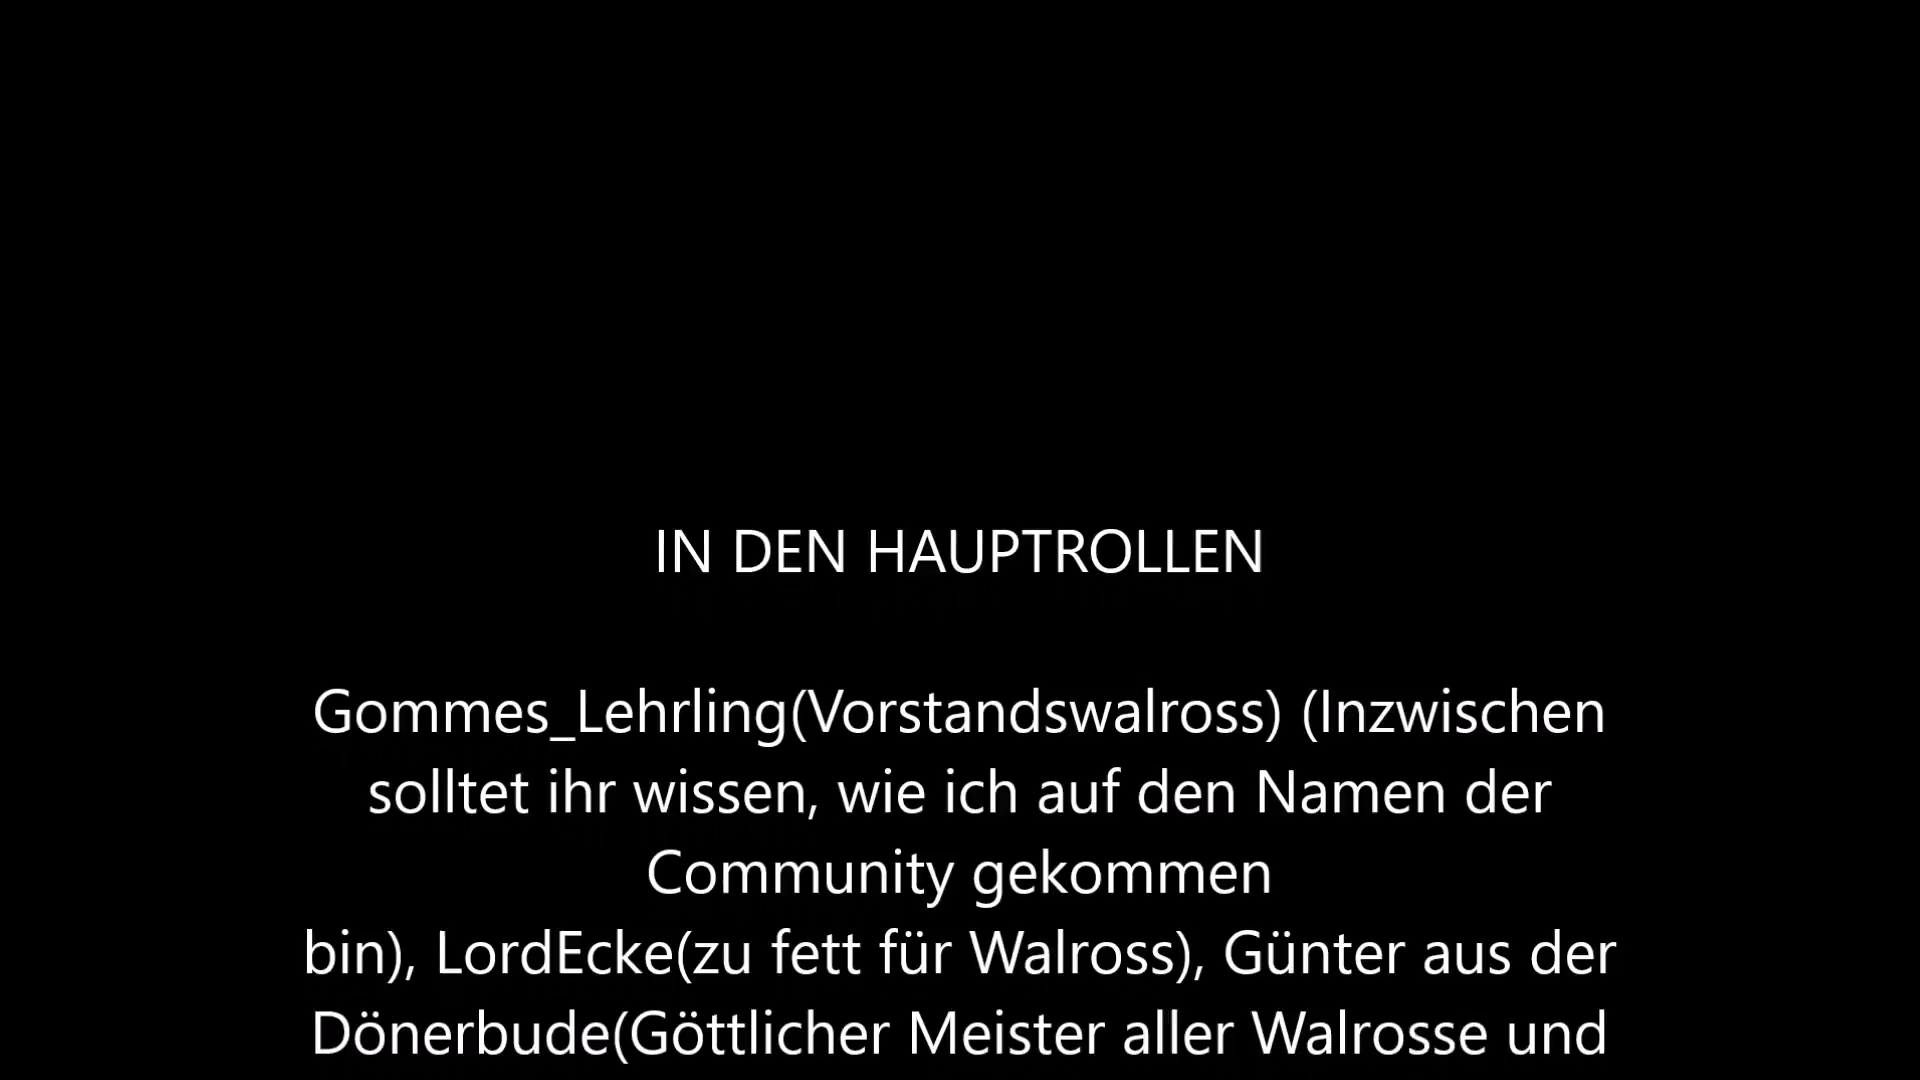 IN DEN HAUPTROLLEN
Gommes_Lehrling(Vorstandswalross) (Inzwischen
solltet ihr wissen, wie ich auf den Namen der
Community gekommen
bin), LordEcke(zu fett für Walross), Günter aus der
Dönerbude(Göttlicher Meister aller Walrosse und